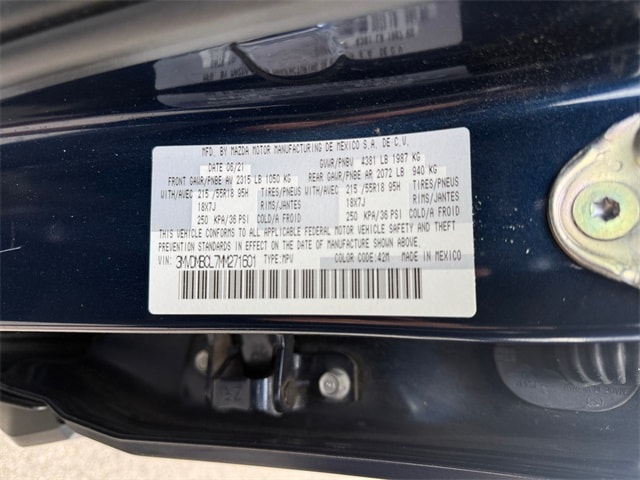 MFD. BY MAZDA MOTOR MANUFACTURING DE MEXICO S.A. DE C.V.
DATE 06/21 GVWR/PNBV 4381 LB 1987 KG
FRONT GAWR/PNBE AV 2315 LB 1050 KG REAR GAWR/PNBE AR 2072 LB 940 KG
WITH/AVEC 215 /55R18 95H TIRES/PNEUS WITH/AVEC 215 /55R18 95H TIRES/PNEUS
18X7J RIMS/JANTES 18X7J RIMS/JANTES
250 KPA/36 PSI COLD/A FROID 250 KPA/36 PSI COLD/A FROID
THIS VEHICLE CONFORMS TO ALL APPLICABLE FEDERAL MOTOR VEHICLE SAFETY AND THEFT
PREVENTION STANDARDS IN EFFECT ON THE DATE OF MANUFACTURE SHOWN ABOVE.
VIN: 3MVDMBCL7MM271601 TYPE:MPV COLOR CODE:42M MADE IN MEXICO